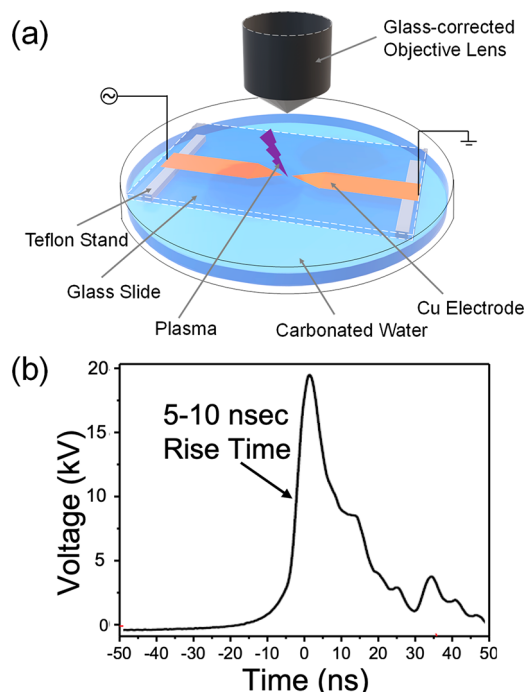 (a)
Glass-corrected
Objective Lens
Teflon Stand
Glass Slide
Plasma
Carbonated Water
Cu Electrode
(b)
20
15
10
5
0
5-10 nsec
Rise Time
Voltage (kV)
-50 -40 -30 -20 -10 0 10 20 30 40 50
Time (ns)